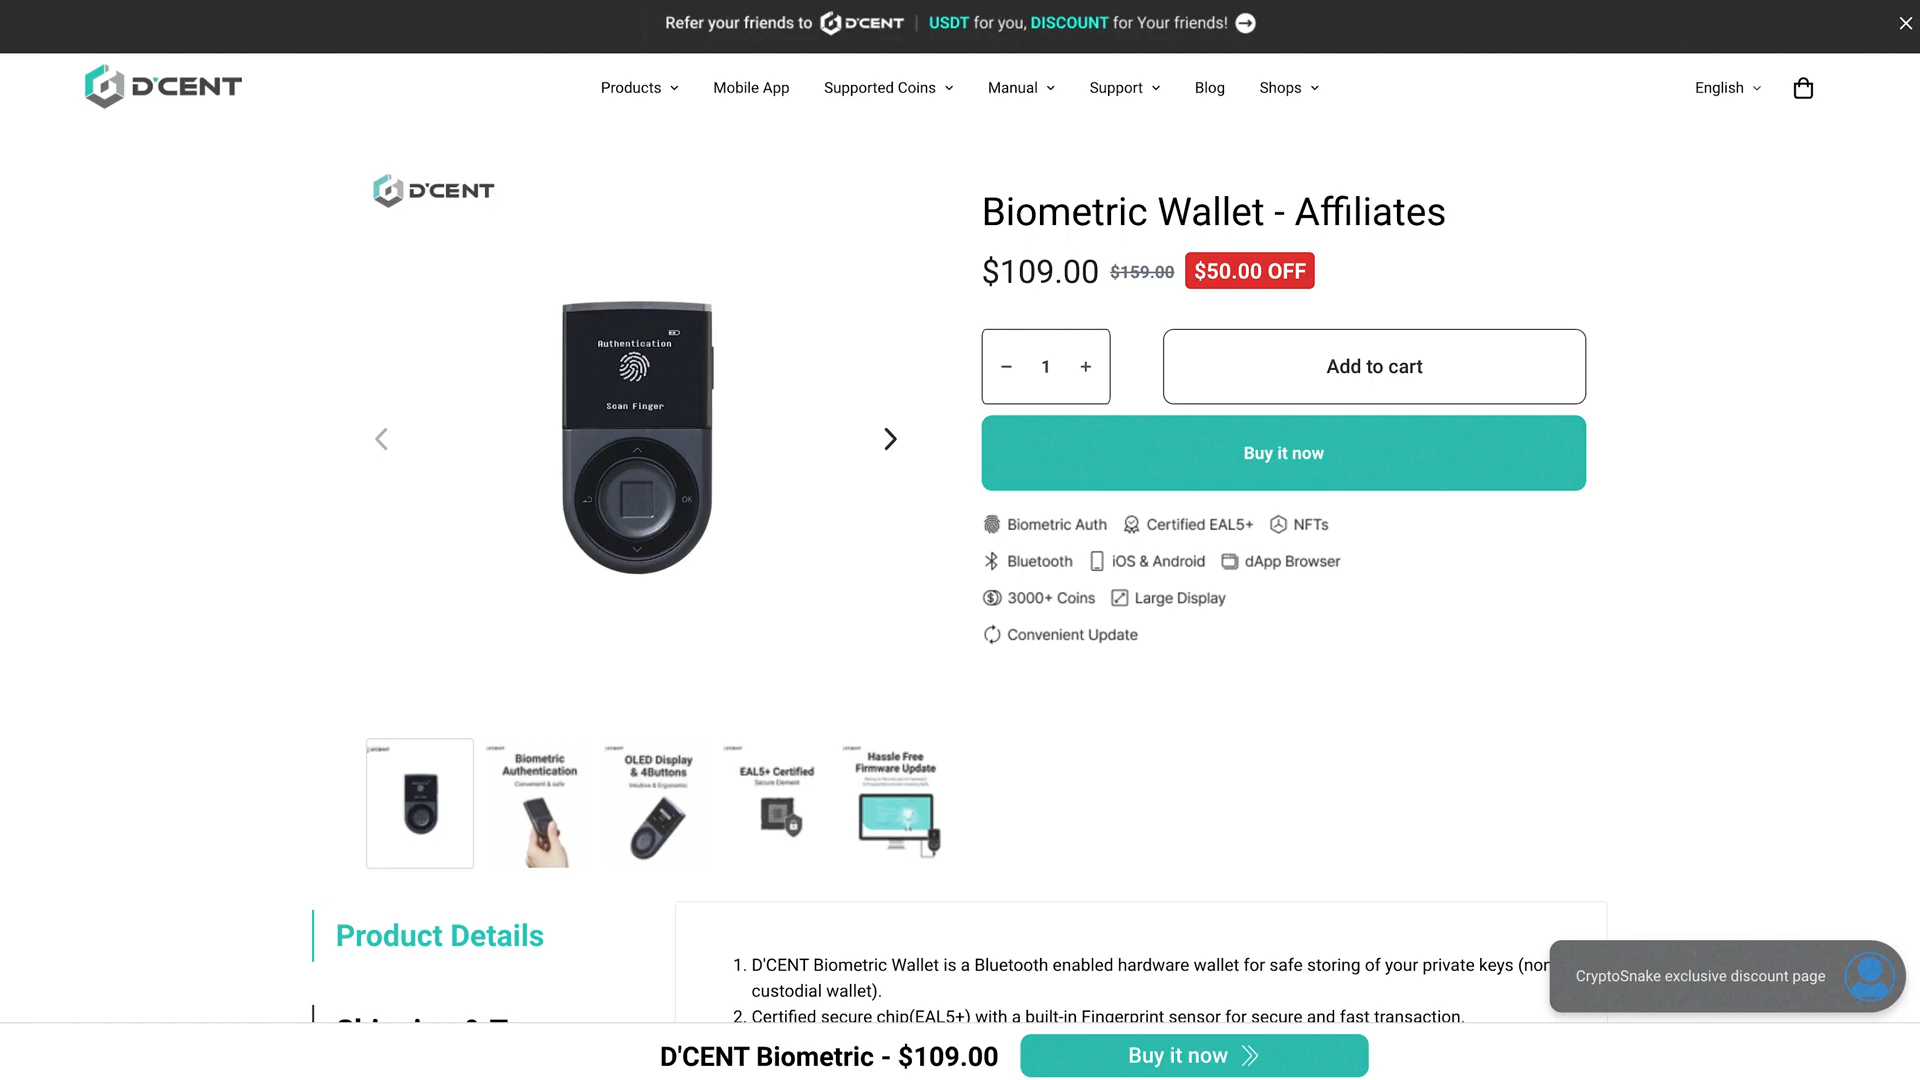 Refer your friends to D'CENT | USDT for you, DISCOUNT for Your friends!
D'CENT
Products
Mobile App
Supported Coins
Manual
Support
Blog
Shops
English
D'CENT
Biometric Wallet - Affiliates
$109.00 $159.00 $50.00 OFF
Authentication
Scan Finger
OK
− 1 +
Add to cart
Buy it now
Biometric Auth Certified EAL5+ NFTs
Bluetooth iOS & Android dApp Browser
3000+ Coins Large Display
Convenient Update
Biometric
Authentication
Convenient & safe
OLED Display
& 4Buttons
Intuitive & Ergonomic
EAL5+ Certified
Secure Element
Hassle Free
Firmware Update
Product Details
1. D'CENT Biometric Wallet is a Bluetooth enabled hardware wallet for safe storing of your private keys (non
custodial wallet).
2. Certified secure chip(EAL5+) with a built-in Fingerprint sensor for secure and fast transaction.
CryptoSnake exclusive discount page
D'CENT Biometric - $109.00
Buy it now